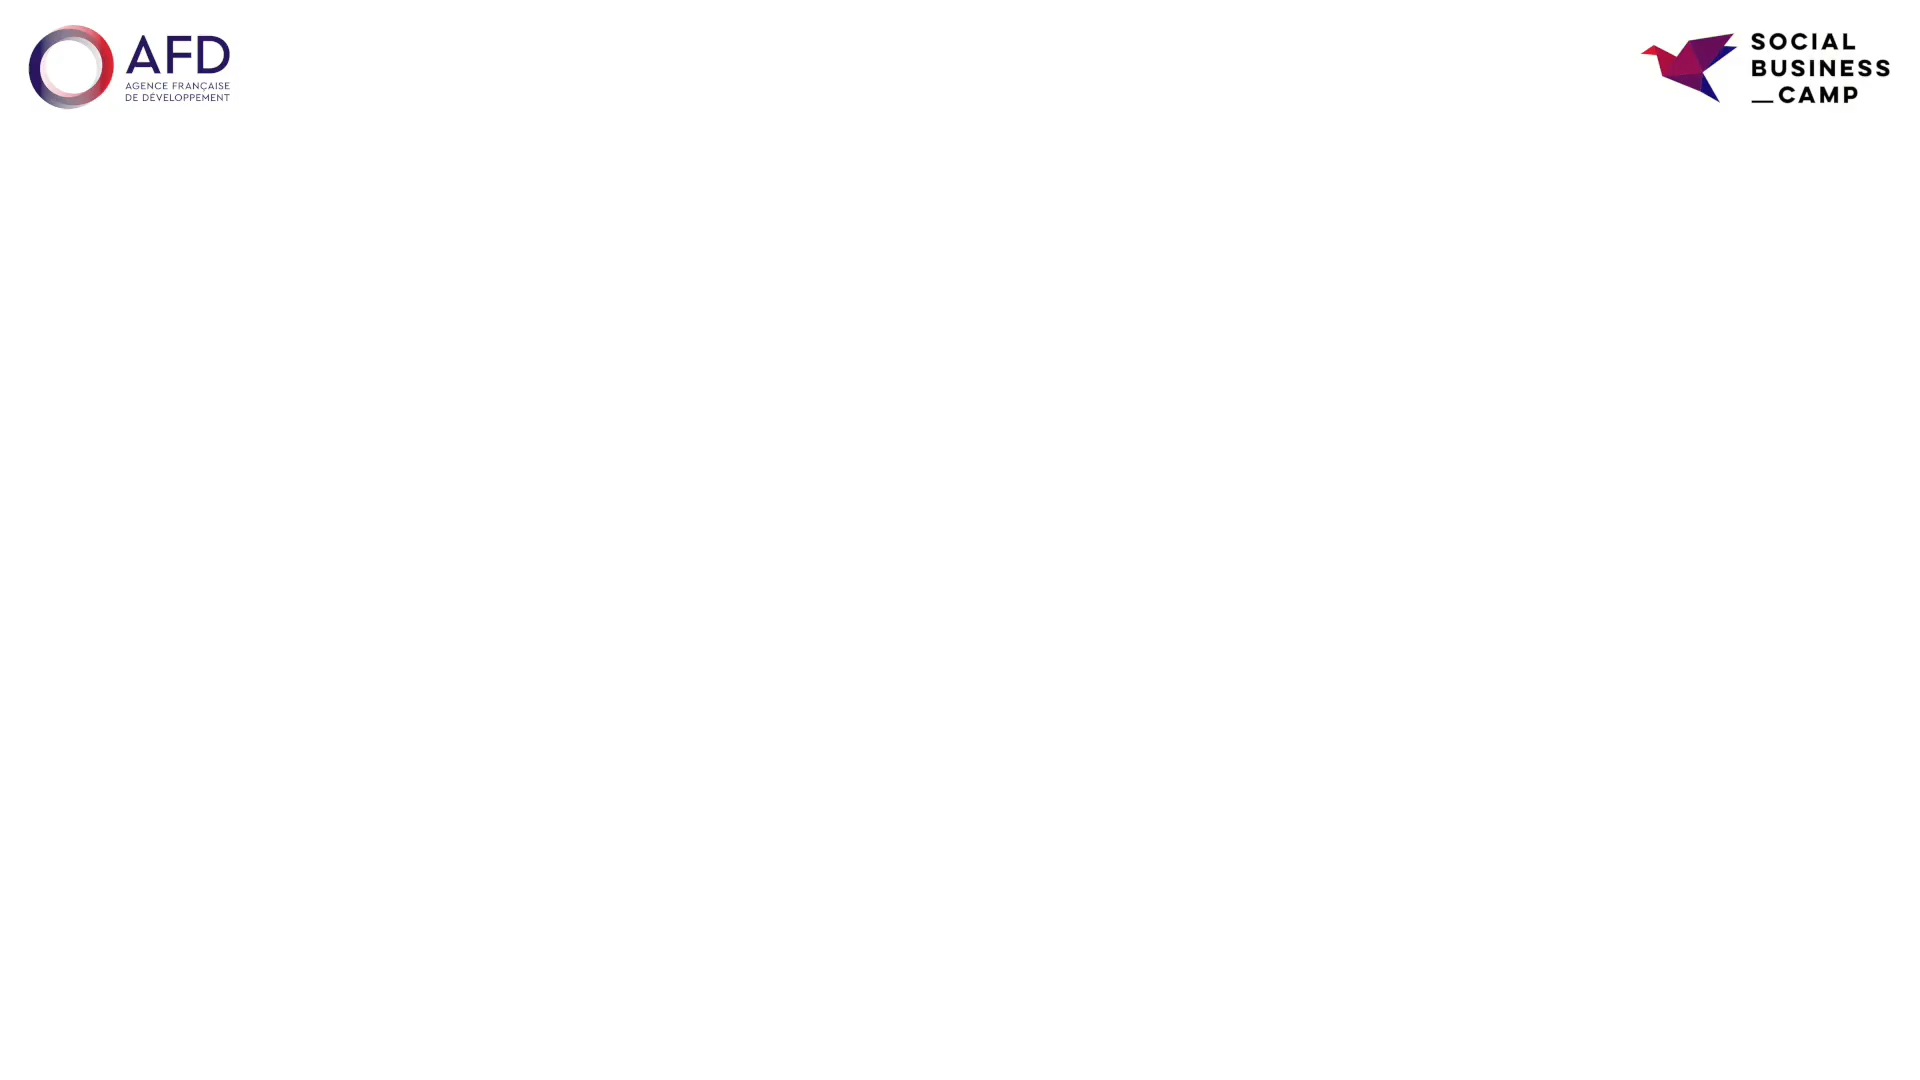 AFD
AGENCE FRANÇAISE
DE DÉVELOPPEMENT
SOCIAL
BUSINESS
_CAMP